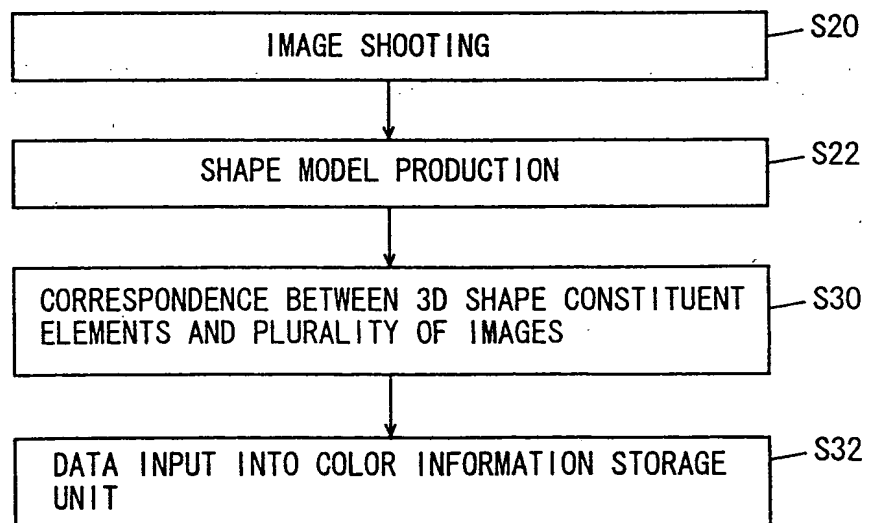 IMAGE SHOOTING
S20
SHAPE MODEL PRODUCTION
S22
CORRESPONDENCE BETWEEN 3D SHAPE CONSTITUENT
ELEMENTS AND PLURALITY OF IMAGES
S30
DATA INPUT INTO COLOR INFORMATION STORAGE
UNIT
S32